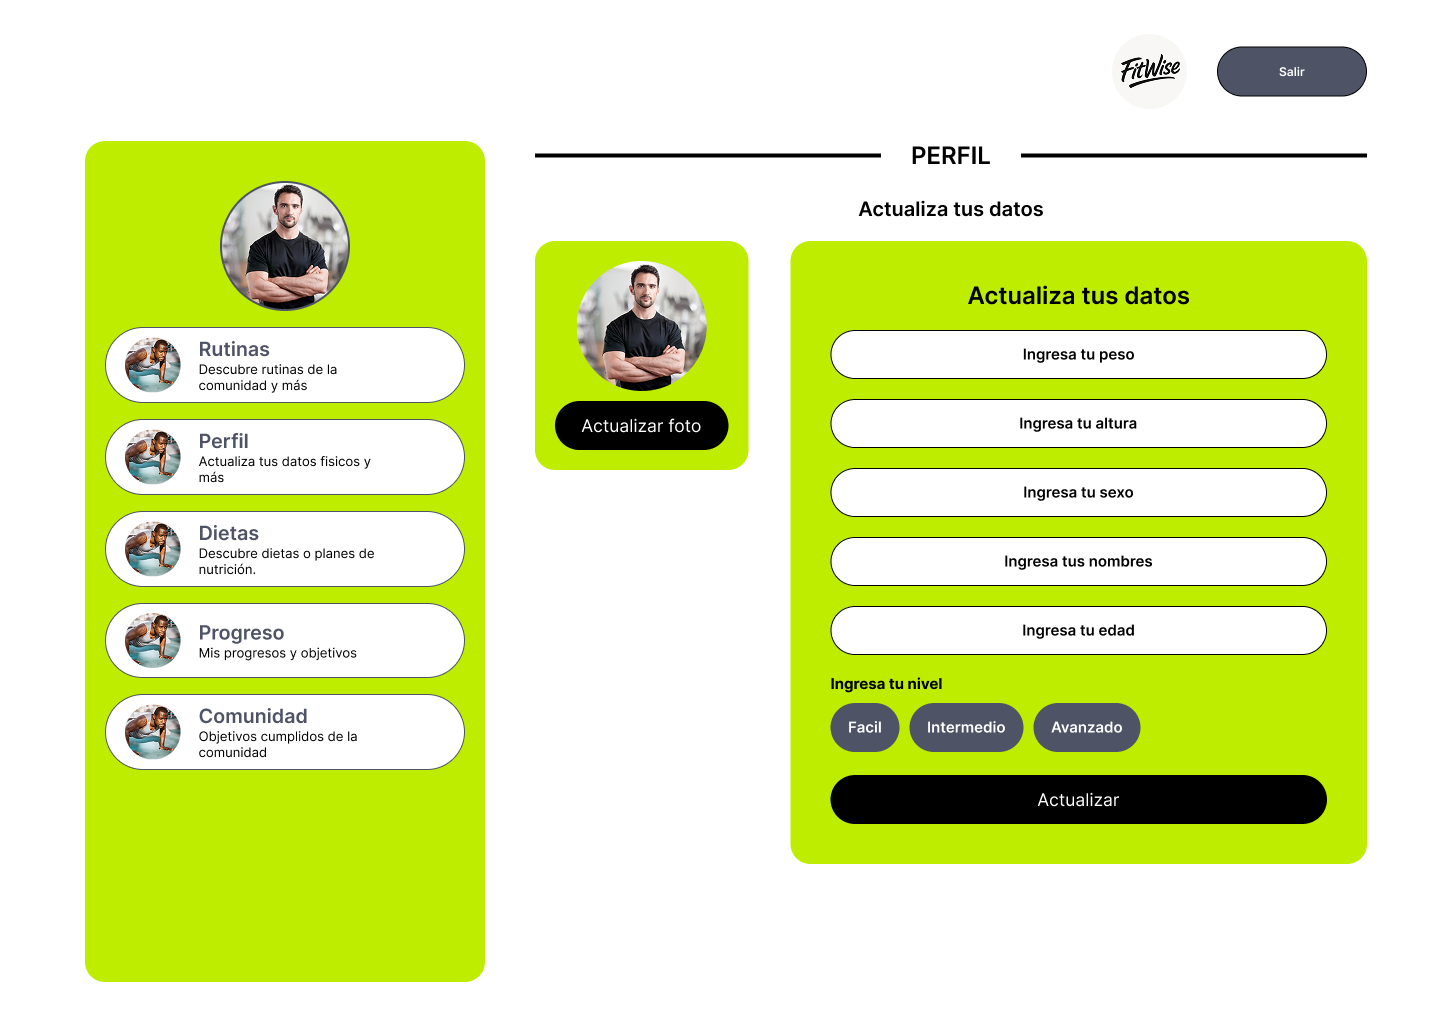 FitWise
Salir
PERFIL
Actualiza tus datos
Rutinas
Descubre rutinas de la
comunidad y más
Perfil
Actualiza tus datos fisicos y
más
Dietas
Descubre dietas o planes de
nutrición.
Progreso
Mis progresos y objetivos
Comunidad
Objetivos cumplidos de la
comunidad
Actualizar foto
Actualiza tus datos
Ingresa tu peso
Ingresa tu altura
Ingresa tu sexo
Ingresa tus nombres
Ingresa tu edad
Ingresa tu nivel
Facil
Intermedio
Avanzado
Actualizar